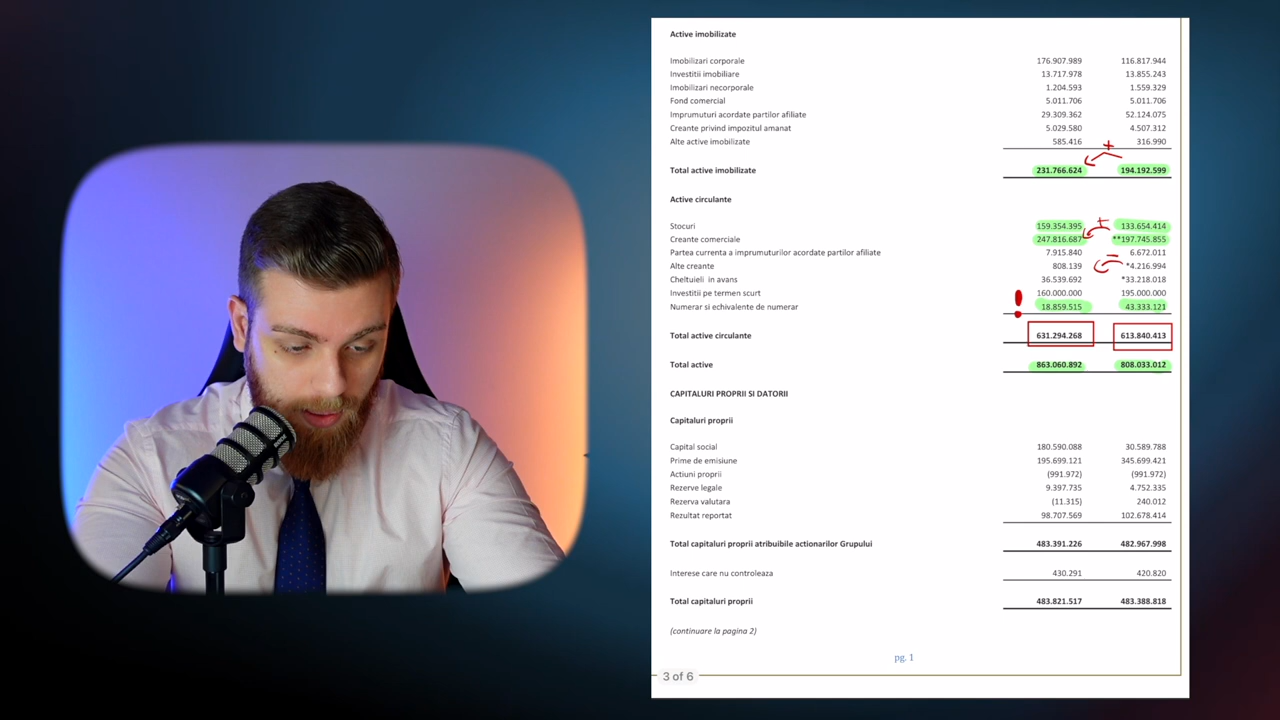 Active imobilizate
Imobilizari corporale 176.907.989 116.817.944
Investitii imobiliare 13.717.978 13.855.243
Imobilizari necorporale 1.204.593 1.559.329
Fond comercial 5.011.706 5.011.706
Imprumuturi acordate partilor afiliate 29.309.362 52.124.075
Creante privind impozitul amanat 5.029.580 4.507.312
Alte active imobilizate 585.416 316.990
+
Total active imobilizate 231.766.624 194.192.599
Active circulante
Stocuri 159.354.395 + 133.654.414
Creante comerciale 247.816.687 **197.745.855
Partea currenta a imprumuturilor acordate partilor afiliate 7.915.840 6.672.011
Alte creante 808.139 – *4.216.994
Cheltuieli in avans 36.539.692 *33.218.018
Investitii pe termen scurt 160.000.000 195.000.000
Numerar si echivalente de numerar ! 18.859.515 43.333.121
Total active circulante 631.294.268 613.840.413
Total active 863.060.892 808.033.012
CAPITALURI PROPRII SI DATORII
Capitaluri proprii
Capital social 180.590.088 30.589.788
Prime de emisiune 195.699.121 345.699.421
Actiuni proprii (991.972) (991.972)
Rezerve legale 9.397.735 4.752.335
Rezerva valutara (11.315) 240.012
Rezultat reportat 98.707.569 102.678.414
Total capitaluri proprii atribuibile actionarilor Grupului 483.391.226 482.967.998
Interese care nu controleaza 430.291 420.820
Total capitaluri proprii 483.821.517 483.388.818
(continuare la pagina 2)
pg. 1
3 of 6